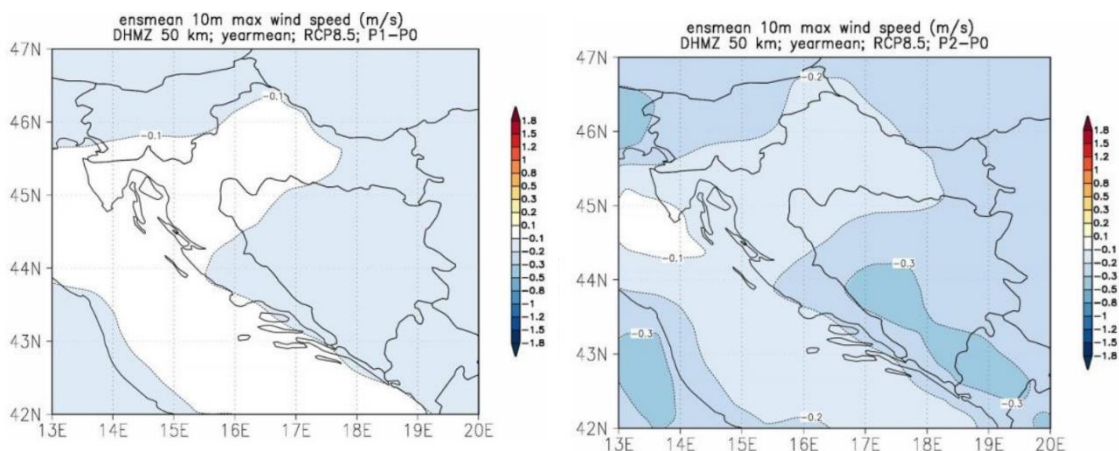 ensmean 10m max wind speed (m/s)
DHMZ 50 km; yearmean; RCP8.5; P1-P0
47N
46N
45N
44N
43N
42N
13E 14E 15E 16E 17E 18E 19E 20E
-0.1
-0.1
1.8
1.5
1.2
1
0.8
0.5
0.3
0.2
0.1
-0.1
-0.2
-0.3
-0.5
-0.8
-1
-1.2
-1.5
-1.8
ensmean 10m max wind speed (m/s)
DHMZ 50 km; yearmean; RCP8.5; P2-P0
47N
46N
45N
44N
43N
42N
13E 14E 15E 16E 17E 18E 19E 20E
-0.2
-0.1
-0.3
-0.3
-0.3
-0.2
1.8
1.5
1.2
1
0.8
0.5
0.3
0.2
0.1
-0.1
-0.2
-0.3
-0.5
-0.8
-1
-1.2
-1.5
-1.8